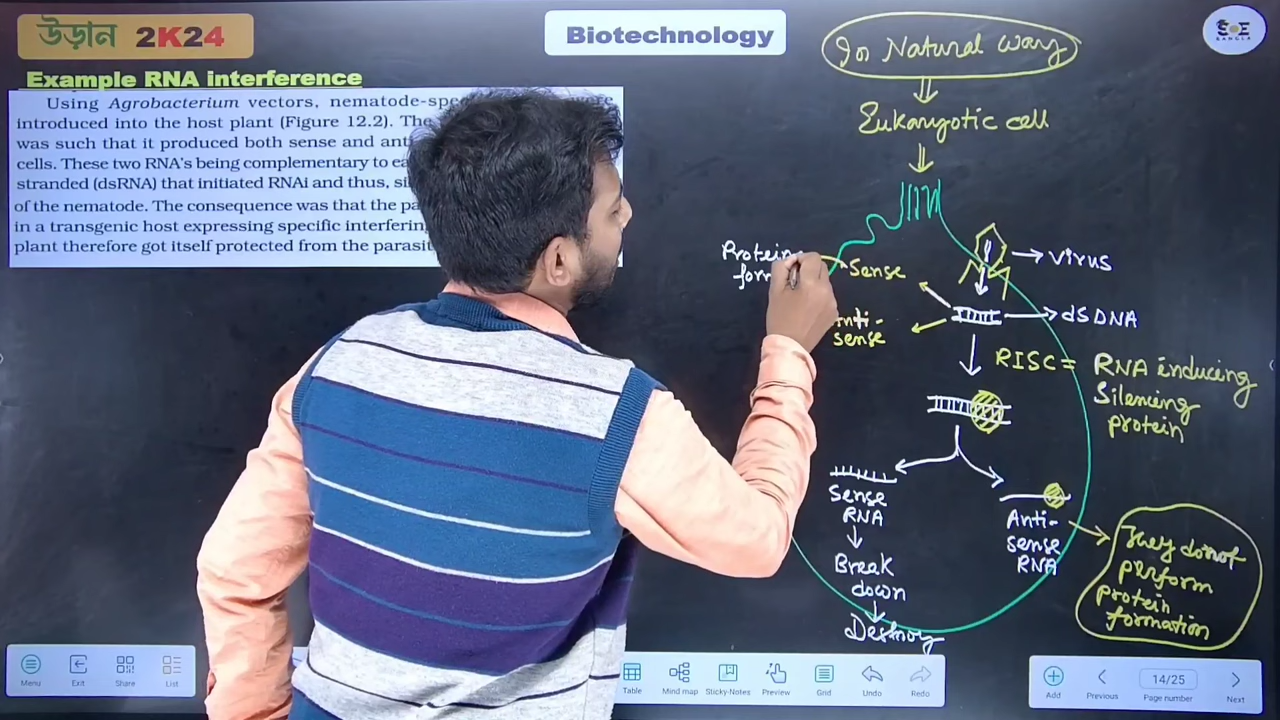 উড়ান 2K24
Biotechnology
SOE
BANGLA
Example RNA interference
Using Agrobacterium vectors, nematode-spe
introduced into the host plant (Figure 12.2). The
was such that it produced both sense and ant
cells. These two RNA's being complementary to ea
stranded (dsRNA) that initiated RNAi and thus, si
of the nematode. The consequence was that the pa
in a transgenic host expressing specific interferin
plant therefore got itself protected from the parasit
In Natural way
Eukaryotic cell
Virus
Protein
form
Sense
Anti-
sense
dSDNA
RISC = RNA inducing
Silencing
protein
Sense
RNA
Break
down
Destroy
Anti-
sense
RNA
They donot
perform
protein
formation
Menu
Exit
Share
List
Table
Mind map
Sticky-Notes
Preview
Grid
Undo
Redo
Add
Previous
14/25
Page number
Next